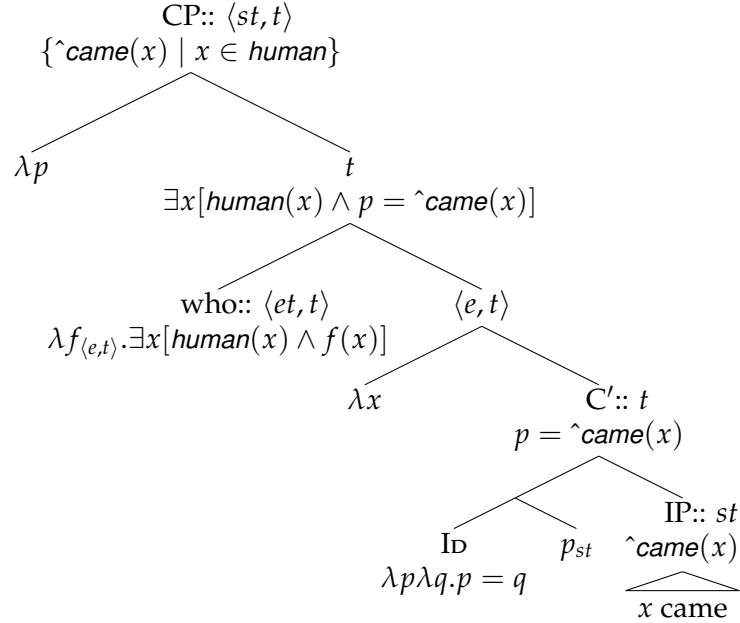 CP:: ⟨st, t⟩
{ˆcame(x) | x ∈ human}
λp t
∃x[human(x) ∧ p = ˆcame(x)]
who:: ⟨et, t⟩ ⟨e, t⟩
λf⟨e,t⟩.∃x[human(x) ∧ f(x)]
λx C′:: t
p = ˆcame(x)
IP:: st
Iᴅ pst ˆcame(x)
λpλq.p = q
x came